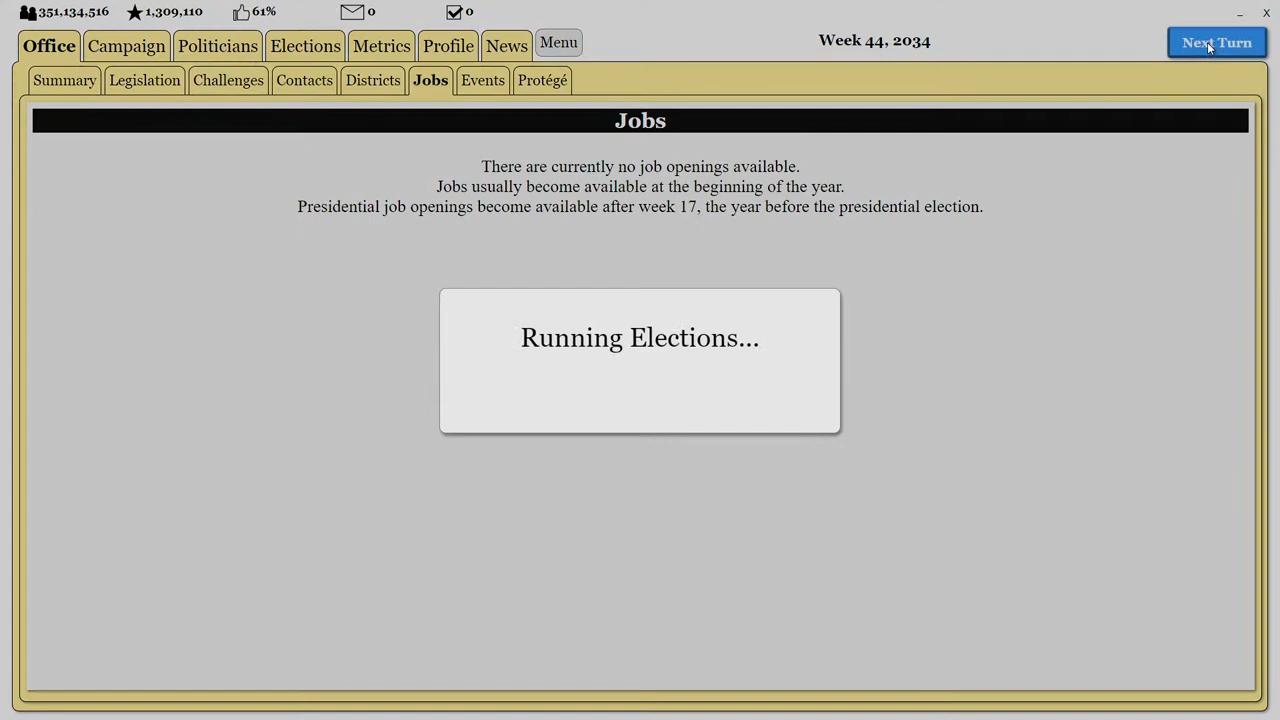 351,134,516 1,309,110 61% 0 0
_ X
Office Campaign Politicians Elections Metrics Profile News Menu Week 44, 2034 Next Turn
Summary Legislation Challenges Contacts Districts Jobs Events Protégé
Jobs
There are currently no job openings available.
Jobs usually become available at the beginning of the year.
Presidential job openings become available after week 17, the year before the presidential election.
Running Elections...